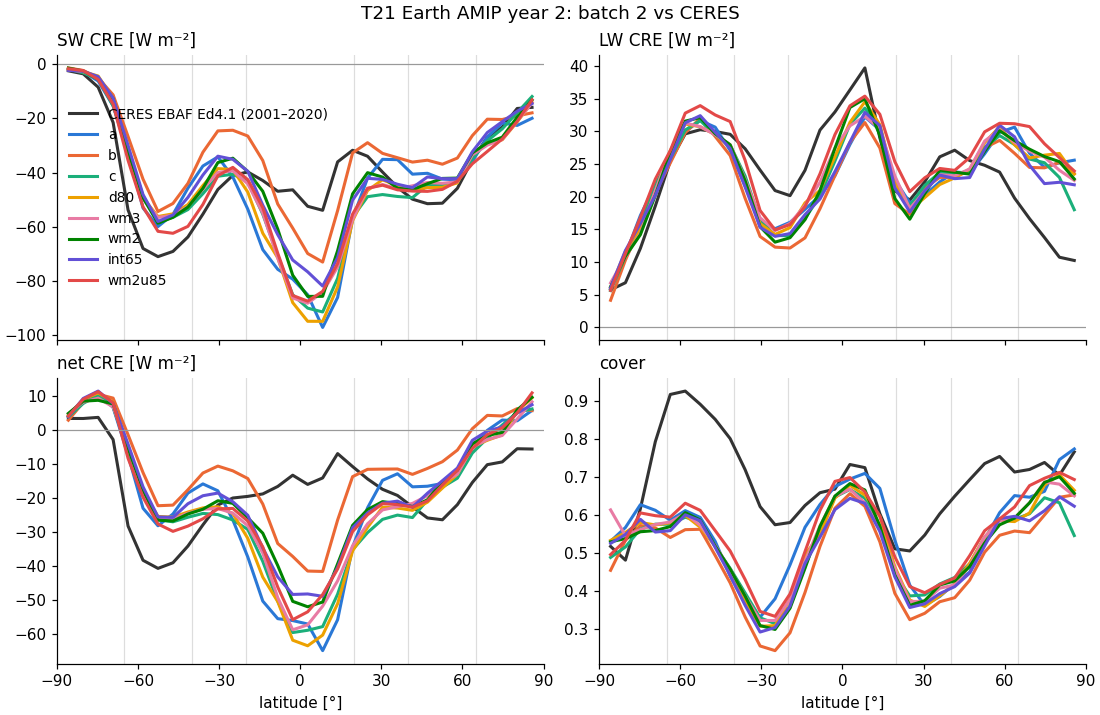 T21 Earth AMIP year 2: batch 2 vs CERES
SW CRE [W m⁻²]
LW CRE [W m⁻²]
0
−20
−40
−60
−80
−100
CERES EBAF Ed4.1 (2001–2020)
a
b
c
d80
wm3
wm2
int65
wm2u85
40
35
30
25
20
15
10
5
0
net CRE [W m⁻²]
cover
10
0
−10
−20
−30
−40
−50
−60
0.9
0.8
0.7
0.6
0.5
0.4
0.3
−90 −60 −30 0 30 60 90
−90 −60 −30 0 30 60 90
latitude [°]
latitude [°]